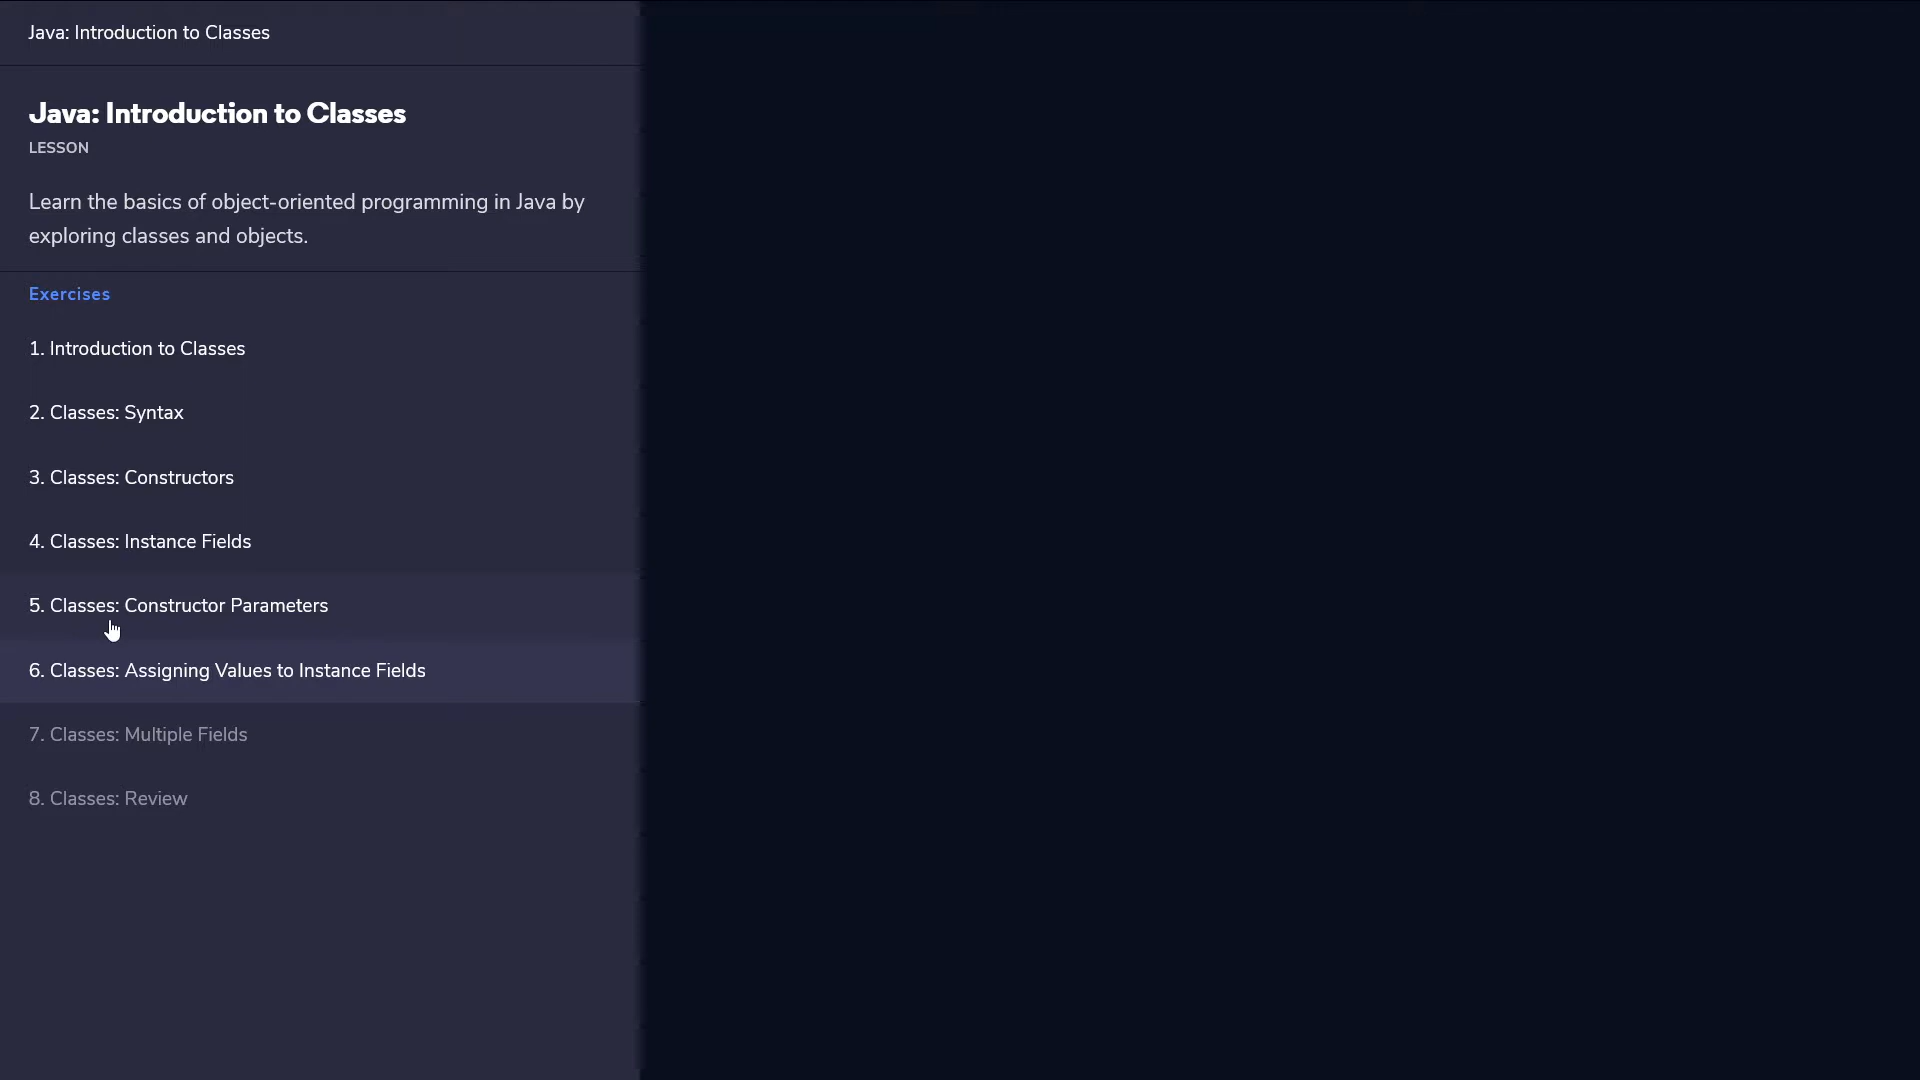 Java: Introduction to Classes
Java: Introduction to Classes
LESSON
Learn the basics of object-oriented programming in Java by
exploring classes and objects.
Exercises
1. Introduction to Classes
2. Classes: Syntax
3. Classes: Constructors
4. Classes: Instance Fields
5. Classes: Constructor Parameters
6. Classes: Assigning Values to Instance Fields
7. Classes: Multiple Fields
8. Classes: Review